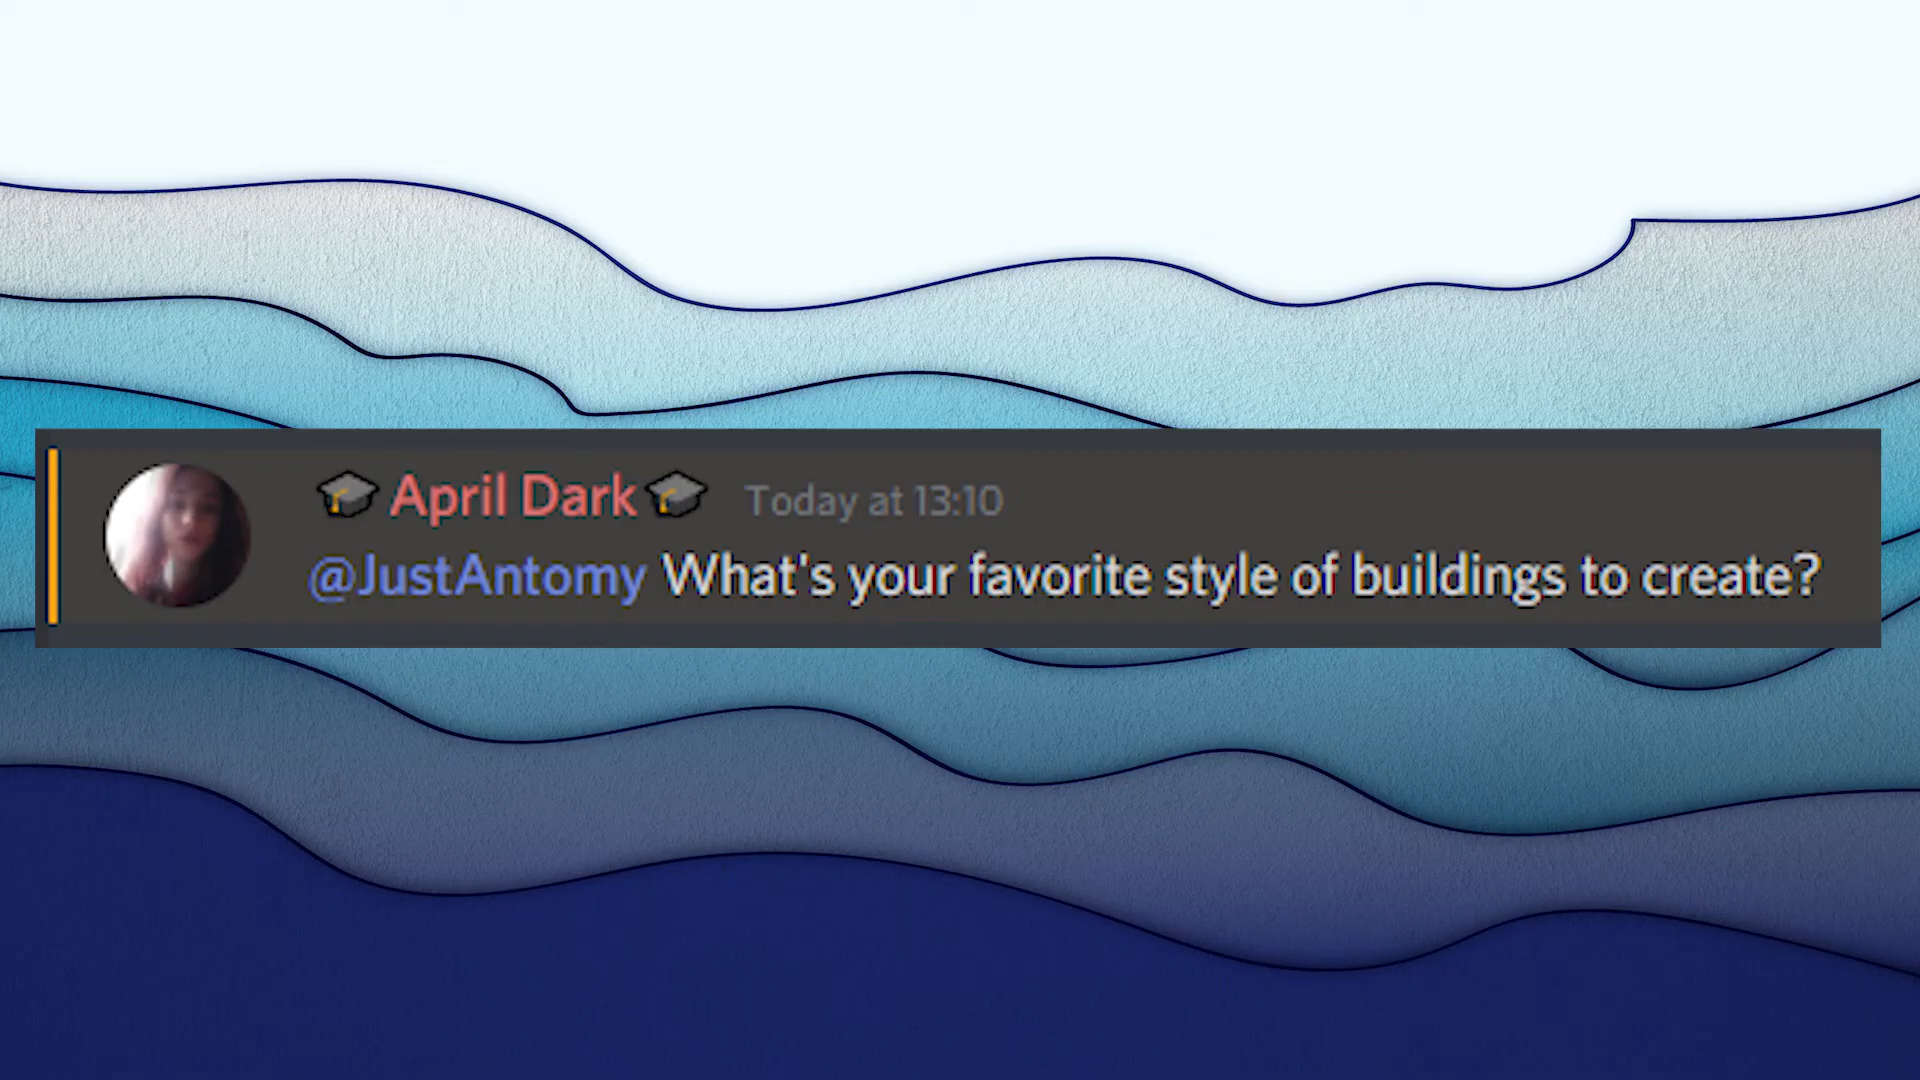 🎓 April Dark 🎓 Today at 13:10
@JustAntomy What's your favorite style of buildings to create?